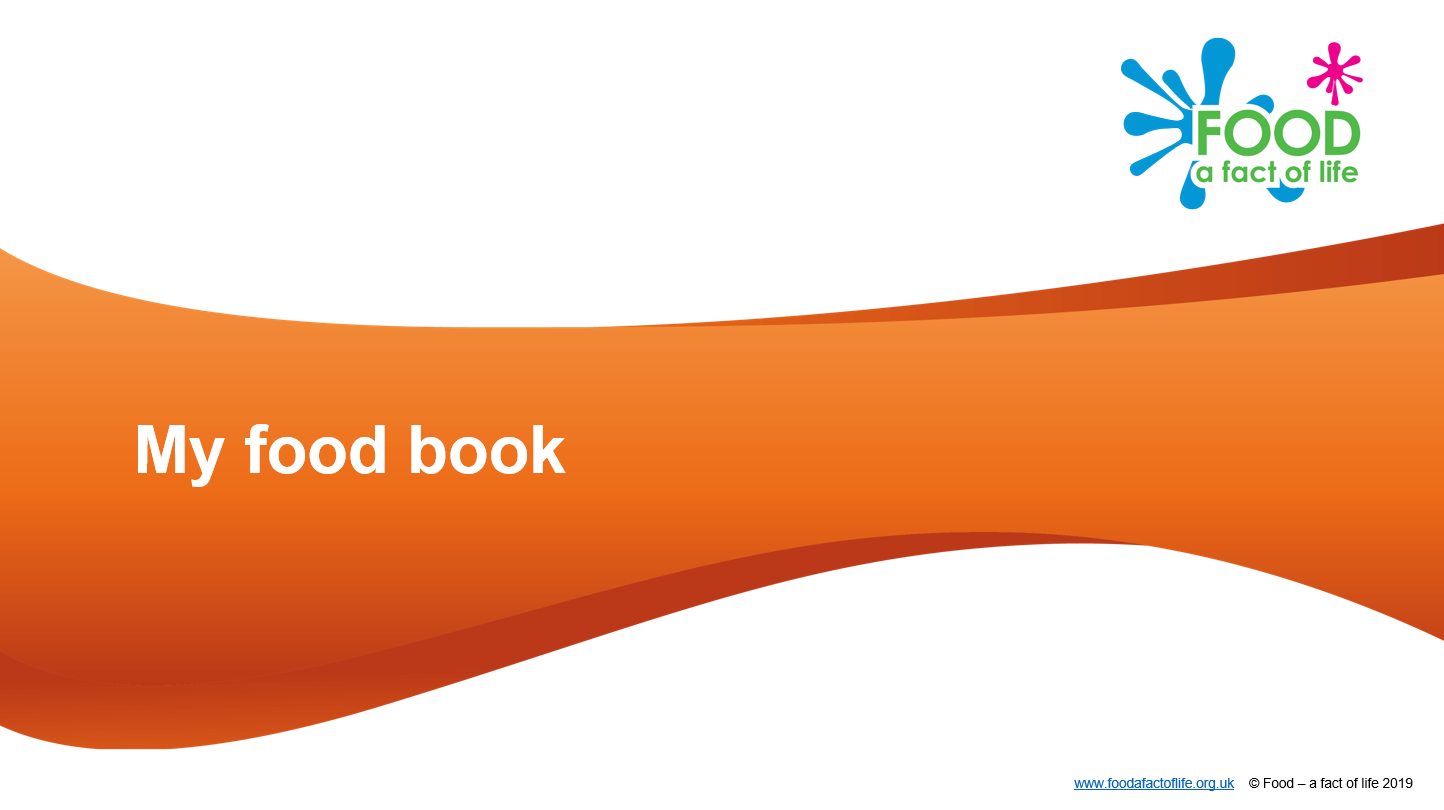 FOOD
a fact of life
My food book
www.foodafactoflife.org.uk © Food – a fact of life 2019